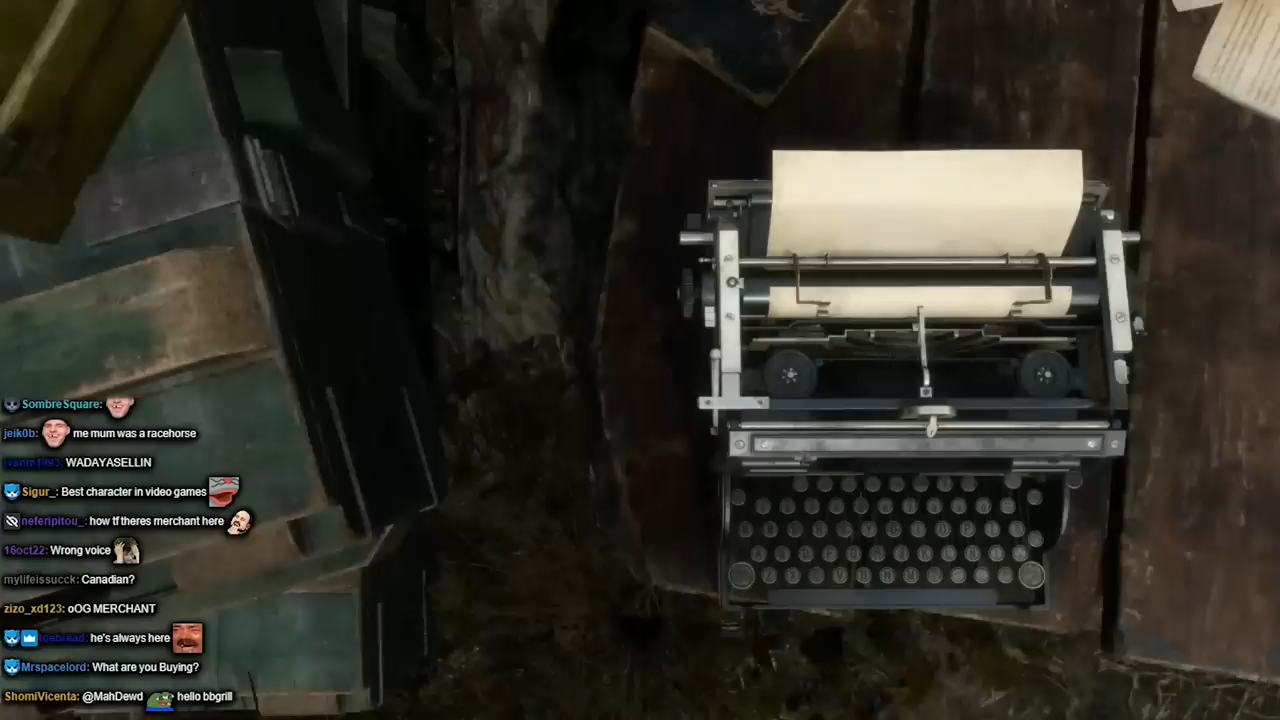 SombreSquare:
jeik0b: me mum was a racehorse
WADAYASELLIN
Sigur_: Best character in video games
neferipitou_: how tf theres merchant here
16oct22: Wrong voice
mylifeissucck: Canadian?
zizo_xd123: oOG MERCHANT
he's always here
Mrspacelord: What are you Buying?
ShomiVicenta: @MahDewd hello bbgrill